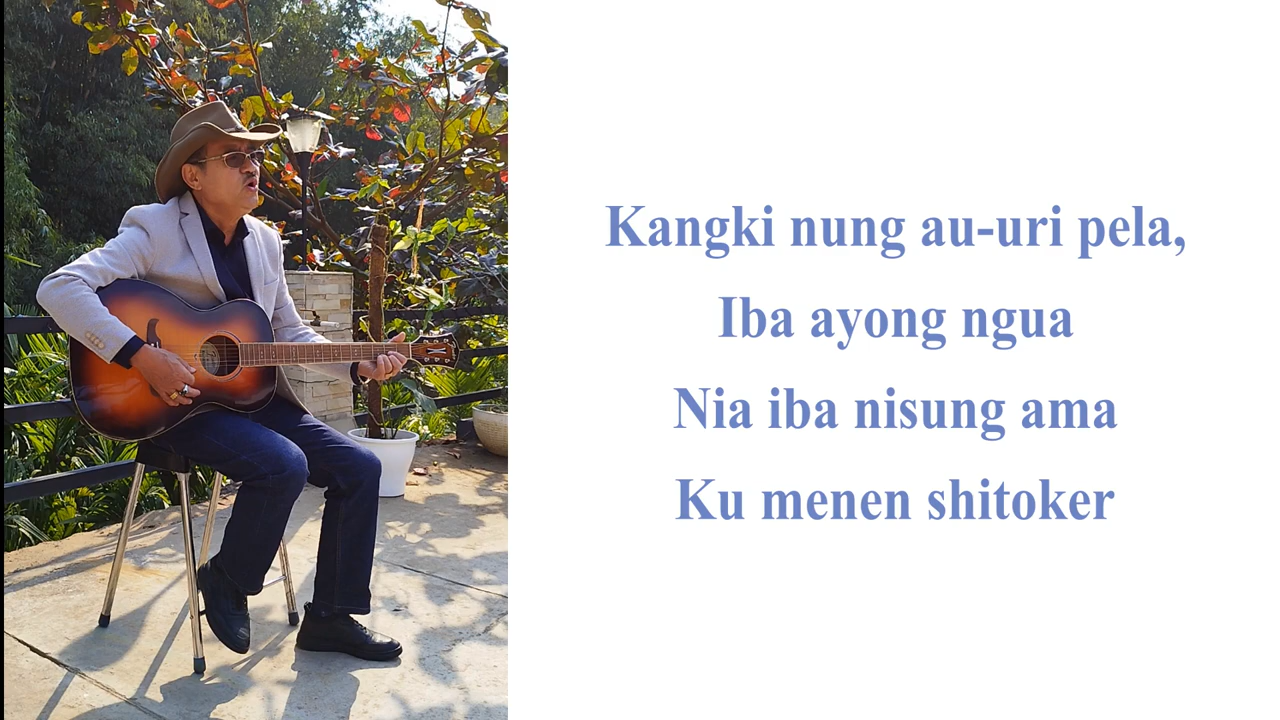 Kangki nung au-uri pela,
Iba ayong ngua
Nia iba nisung ama
Ku menen shitoker